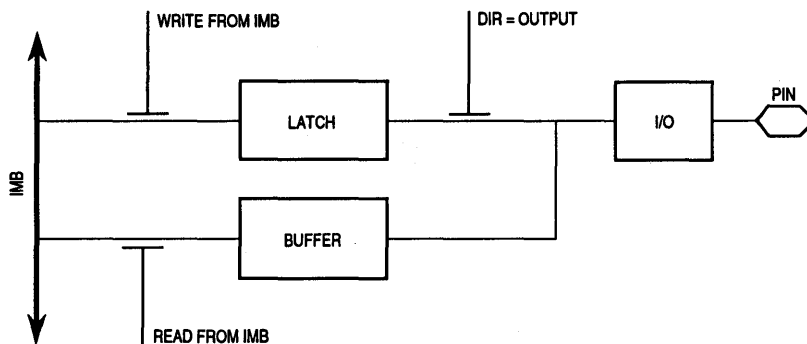 WRITE FROM IMB
DIR = OUTPUT
LATCH
I/O
PIN
IMB
BUFFER
READ FROM IMB